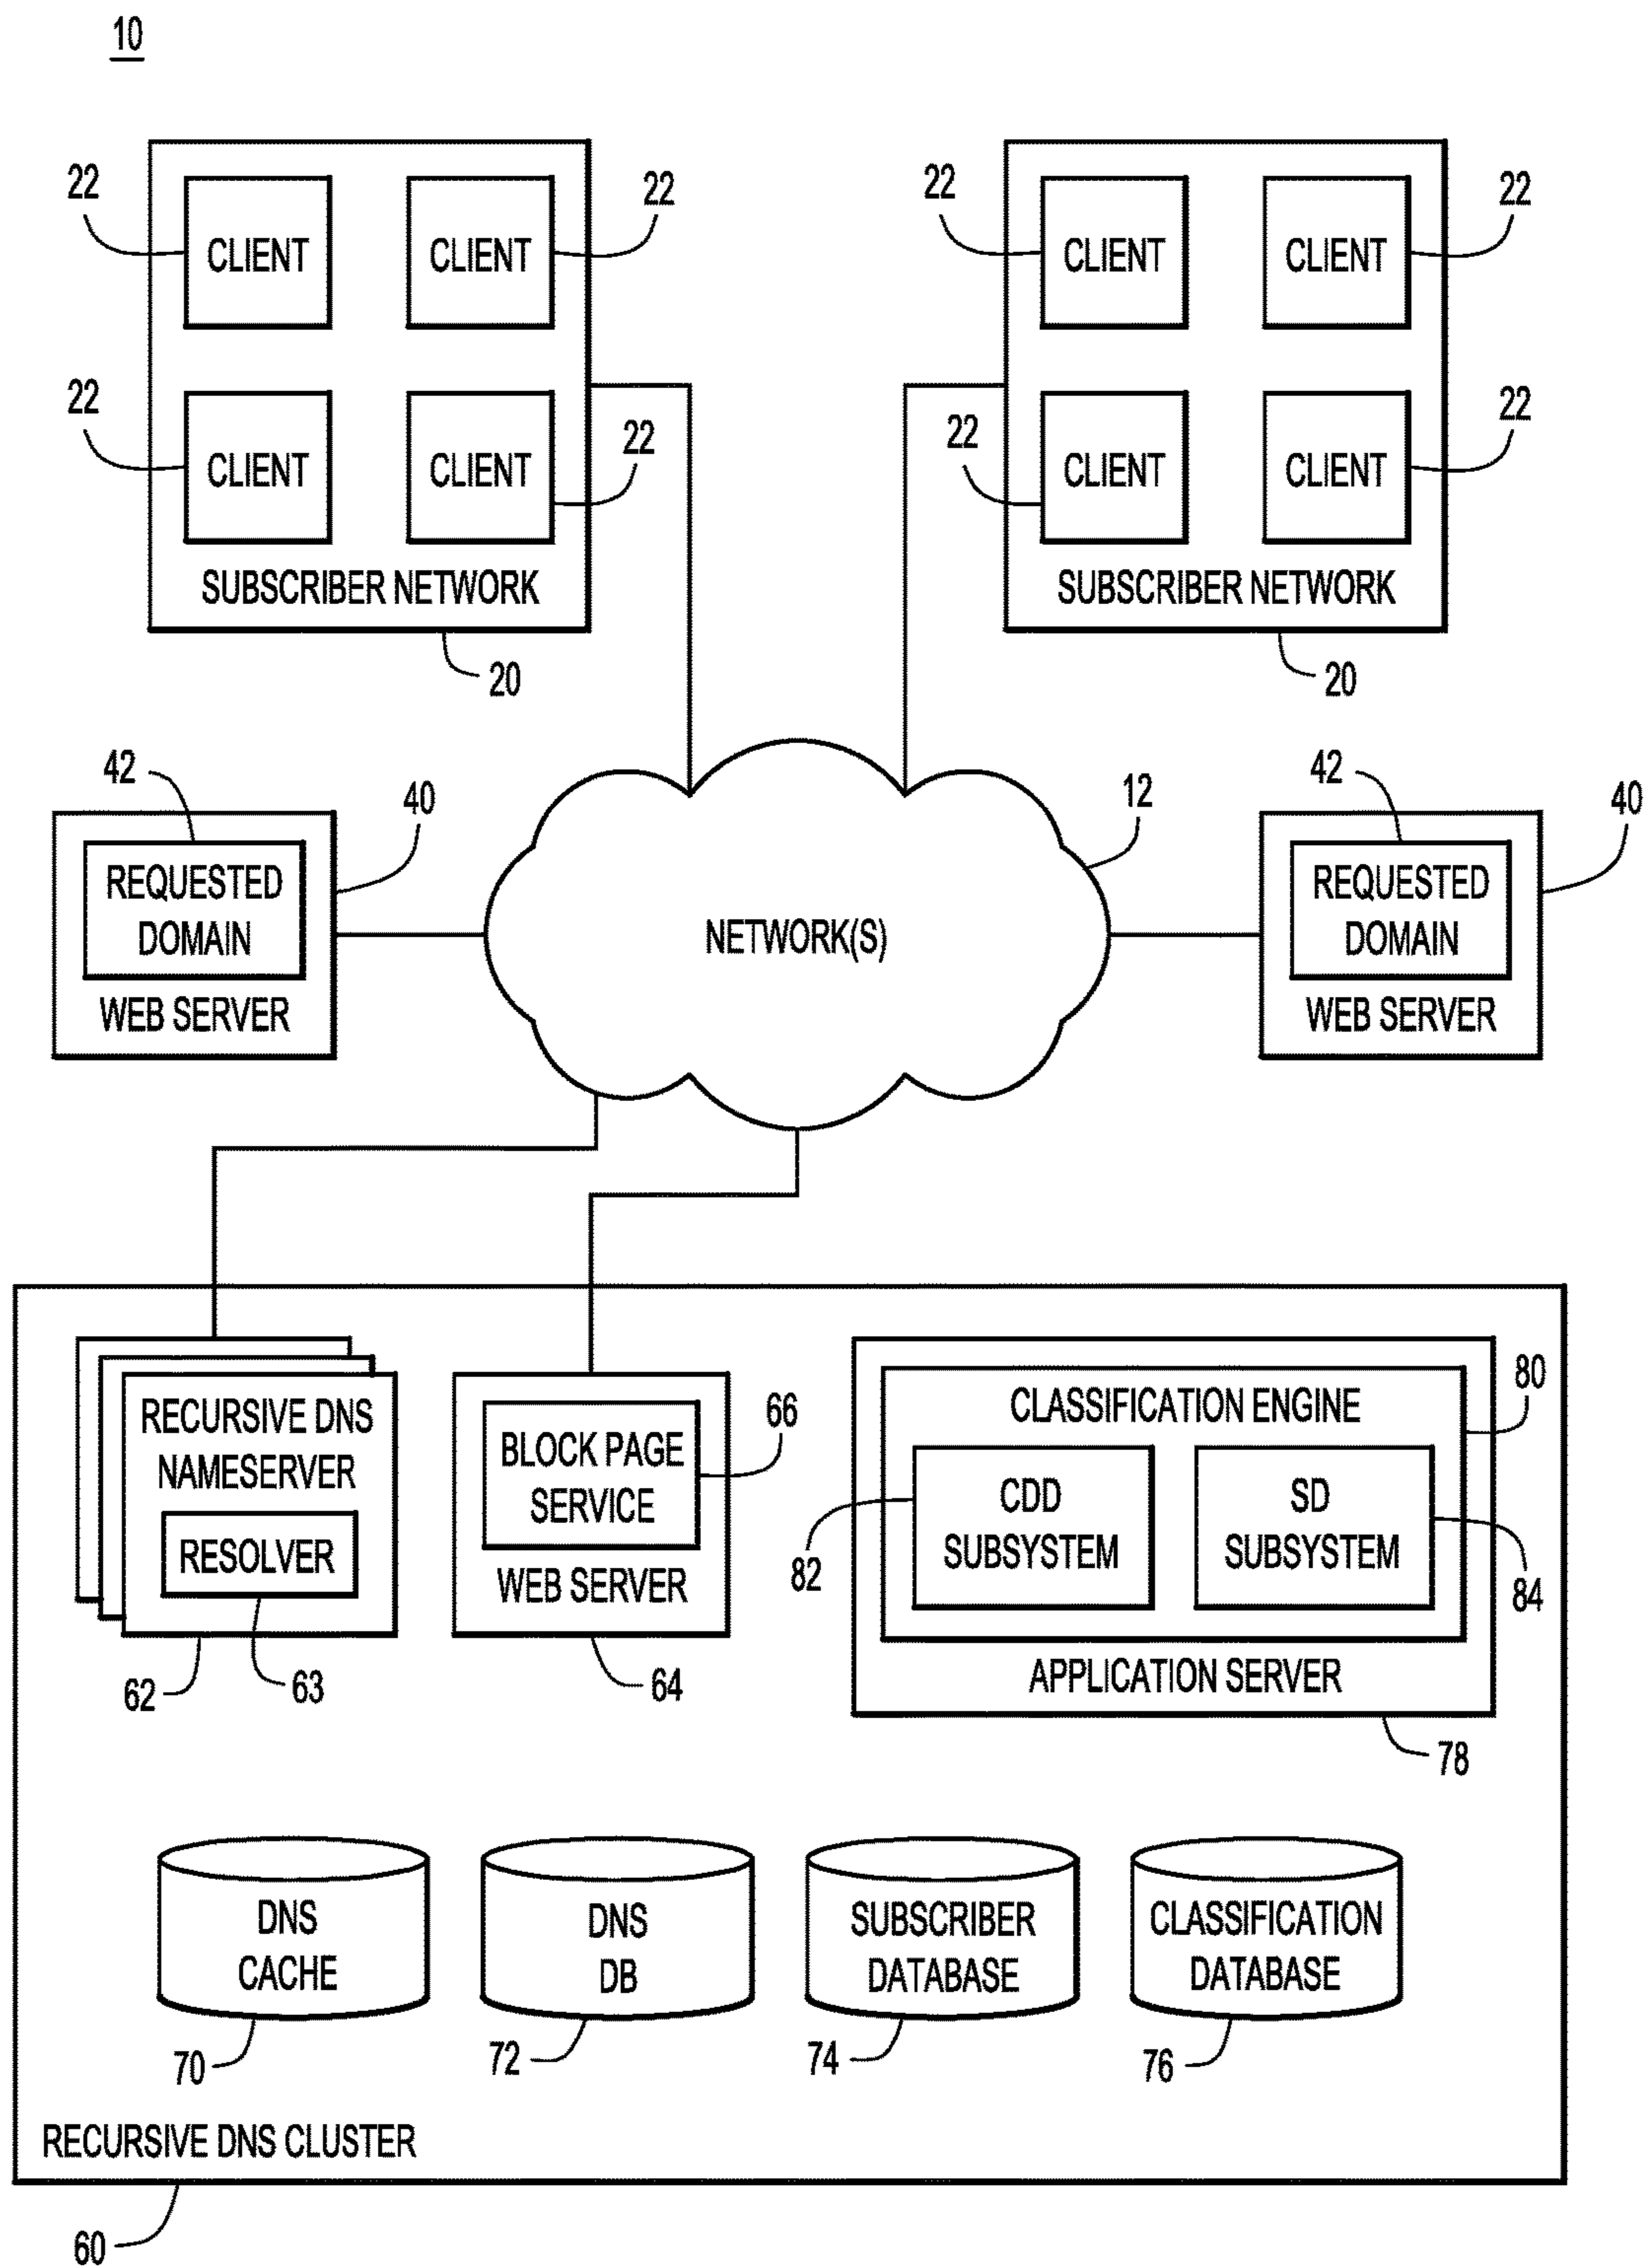 10
22
CLIENT
CLIENT
22
22
CLIENT
CLIENT
22
22
CLIENT
CLIENT
22
22
CLIENT
CLIENT
22
SUBSCRIBER NETWORK
20
SUBSCRIBER NETWORK
20
42
40
REQUESTED
DOMAIN
WEB SERVER
12
NETWORK(S)
42
40
REQUESTED
DOMAIN
WEB SERVER
RECURSIVE DNS
NAMESERVER
RESOLVER
62
63
66
BLOCK PAGE
SERVICE
WEB SERVER
64
80
CLASSIFICATION ENGINE
CDD
SUBSYSTEM
82
SD
SUBSYSTEM
84
APPLICATION SERVER
78
DNS
CACHE
70
DNS
DB
72
SUBSCRIBER
DATABASE
74
CLASSIFICATION
DATABASE
76
RECURSIVE DNS CLUSTER
60